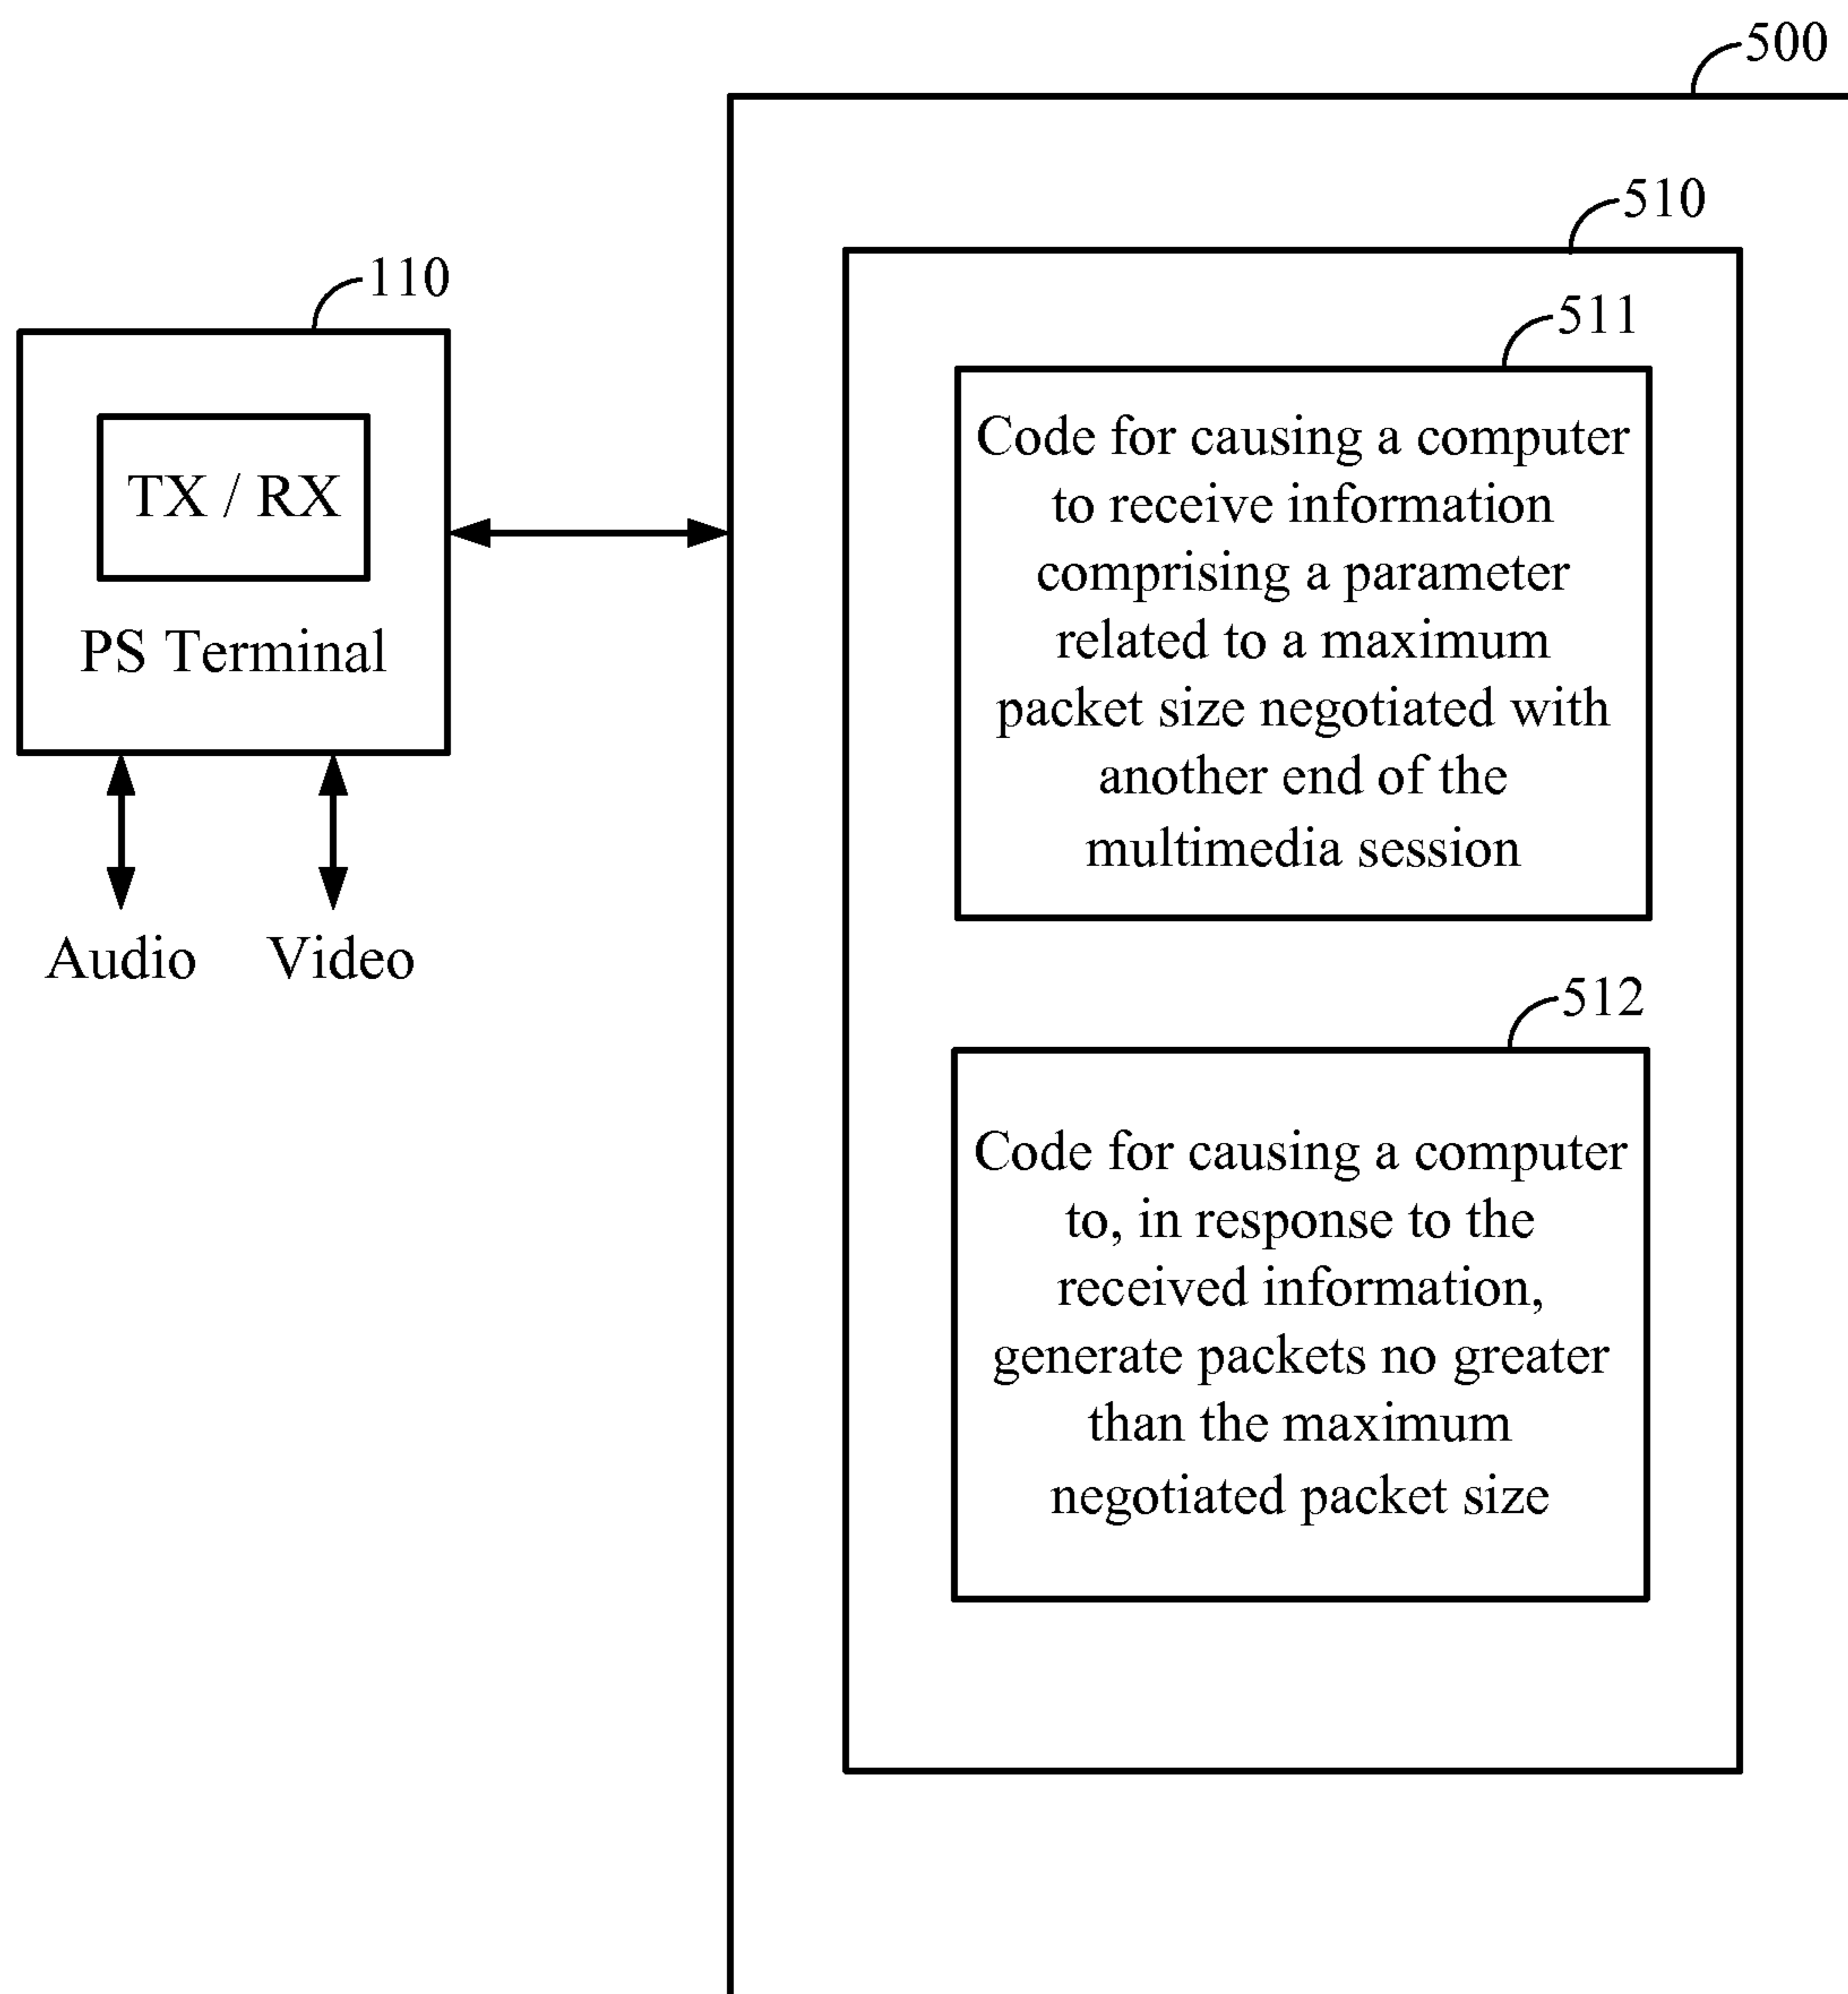 500
510
110
511
Code for causing a computer
to receive information
comprising a parameter
related to a maximum
packet size negotiated with
another end of the
multimedia session
TX / RX
PS Terminal
Audio Video
512
Code for causing a computer
to, in response to the
received information,
generate packets no greater
than the maximum
negotiated packet size